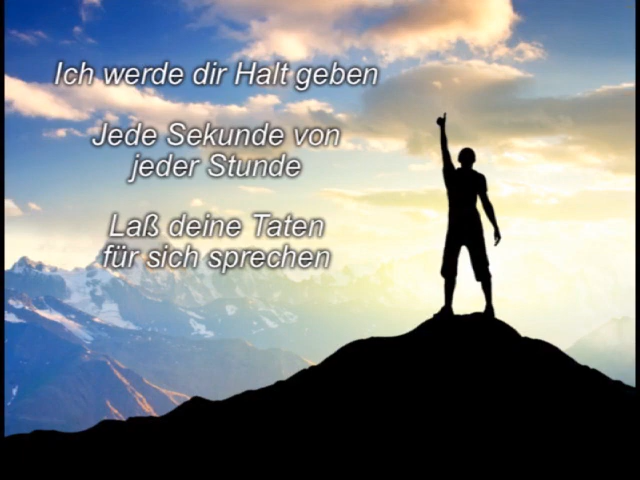 Ich werde dir Halt geben
Jede Sekunde von
jeder Stunde
Laß deine Taten
für sich sprechen